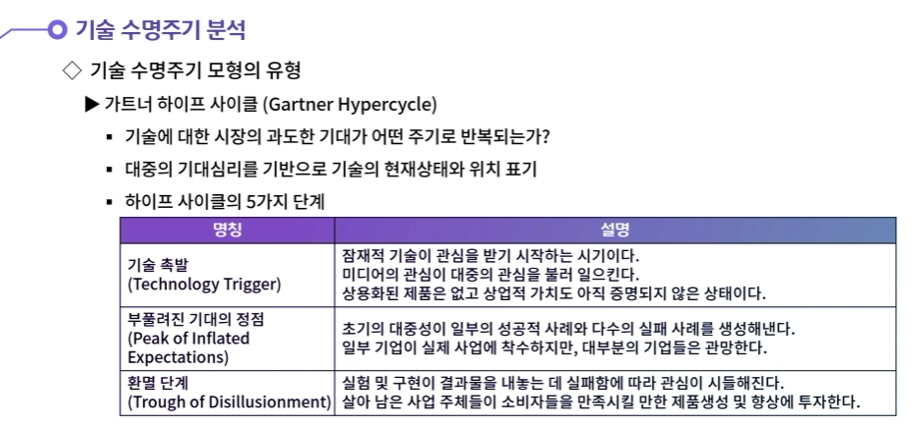 기술 수명주기 분석
◇ 기술 수명주기 모형의 유형
▶ 가트너 하이프 사이클 (Gartner Hypercycle)
▪ 기술에 대한 시장의 과도한 기대가 어떤 주기로 반복되는가?
▪ 대중의 기대심리를 기반으로 기술의 현재상태와 위치 표기
▪ 하이프 사이클의 5가지 단계
명칭 설명
기술 촉발
(Technology Trigger)
잠재적 기술이 관심을 받기 시작하는 시기이다.
미디어의 관심이 대중의 관심을 불러 일으킨다.
상용화된 제품은 없고 상업적 가치도 아직 증명되지 않은 상태이다.
부풀려진 기대의 정점
(Peak of Inflated
Expectations)
초기의 대중성이 일부의 성공적 사례와 다수의 실패 사례를 생성해낸다.
일부 기업이 실제 사업에 착수하지만, 대부분의 기업들은 관망한다.
환멸 단계
(Trough of Disillusionment)
실험 및 구현이 결과물을 내놓는 데 실패함에 따라 관심이 시들해진다.
살아 남은 사업 주체들이 소비자들을 만족시킬 만한 제품생성 및 향상에 투자한다.